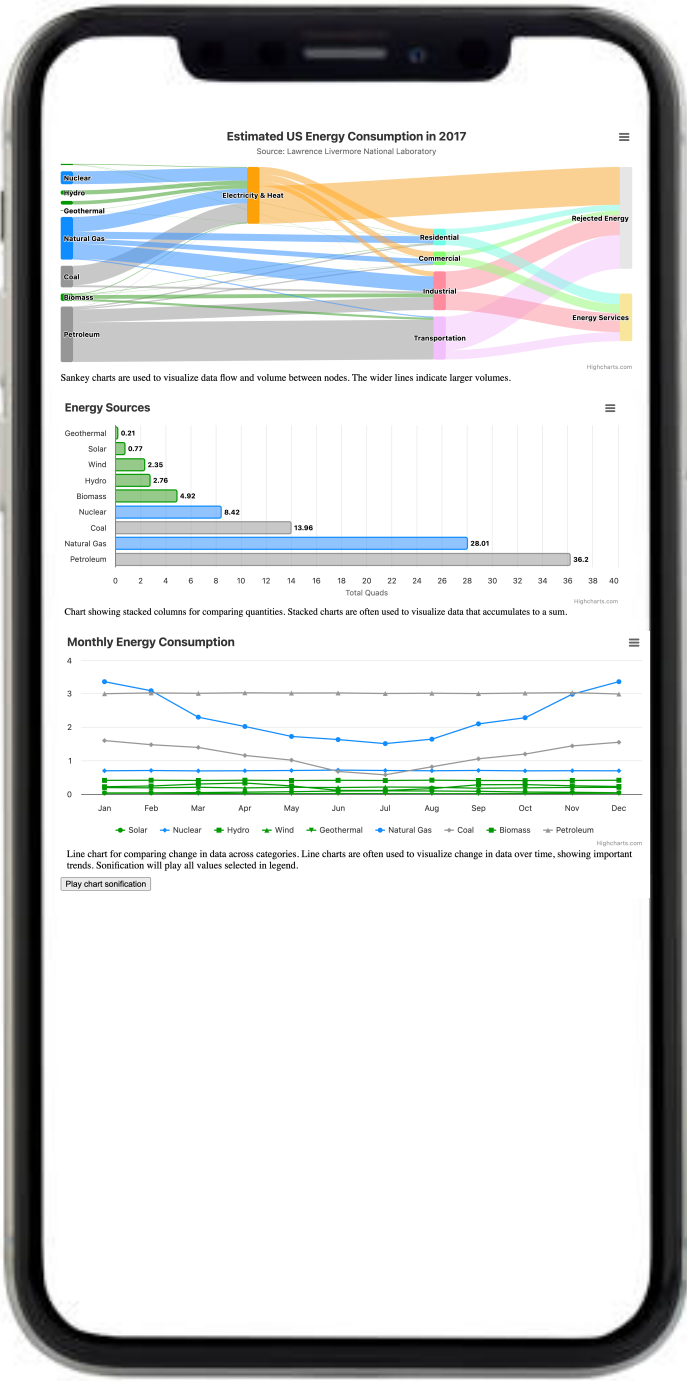 Estimated US Energy Consumption in 2017
Source: Lawrence Livermore National Laboratory
Nuclear
Hydro
Geothermal
Natural Gas
Coal
Biomass
Petroleum
Electricity & Heat
Residential
Commercial
Industrial
Transportation
Rejected Energy
Energy Services
Highcharts.com
Sankey charts are used to visualize data flow and volume between nodes. The wider lines indicate larger volumes.
Energy Sources
Geothermal 0.21
Solar 0.77
Wind 2.35
Hydro 2.76
Biomass 4.92
Nuclear 8.42
Coal 13.96
Natural Gas 28.01
Petroleum 36.2
0 2 4 6 8 10 12 14 16 18 20 22 24 26 28 30 32 34 36 38 40
Total Quads
Highcharts.com
Chart showing stacked columns for comparing quantities. Stacked charts are often used to visualize data that accumulates to a sum.
Monthly Energy Consumption
4
3
2
1
0
Jan Feb Mar Apr May Jun Jul Aug Sep Oct Nov Dec
Solar Nuclear Hydro Wind Geothermal Natural Gas Coal Biomass Petroleum
Highcharts.com
Line chart for comparing change in data across categories. Line charts are often used to visualize change in data over time, showing important
trends. Sonification will play all values selected in legend.
Play chart sonification